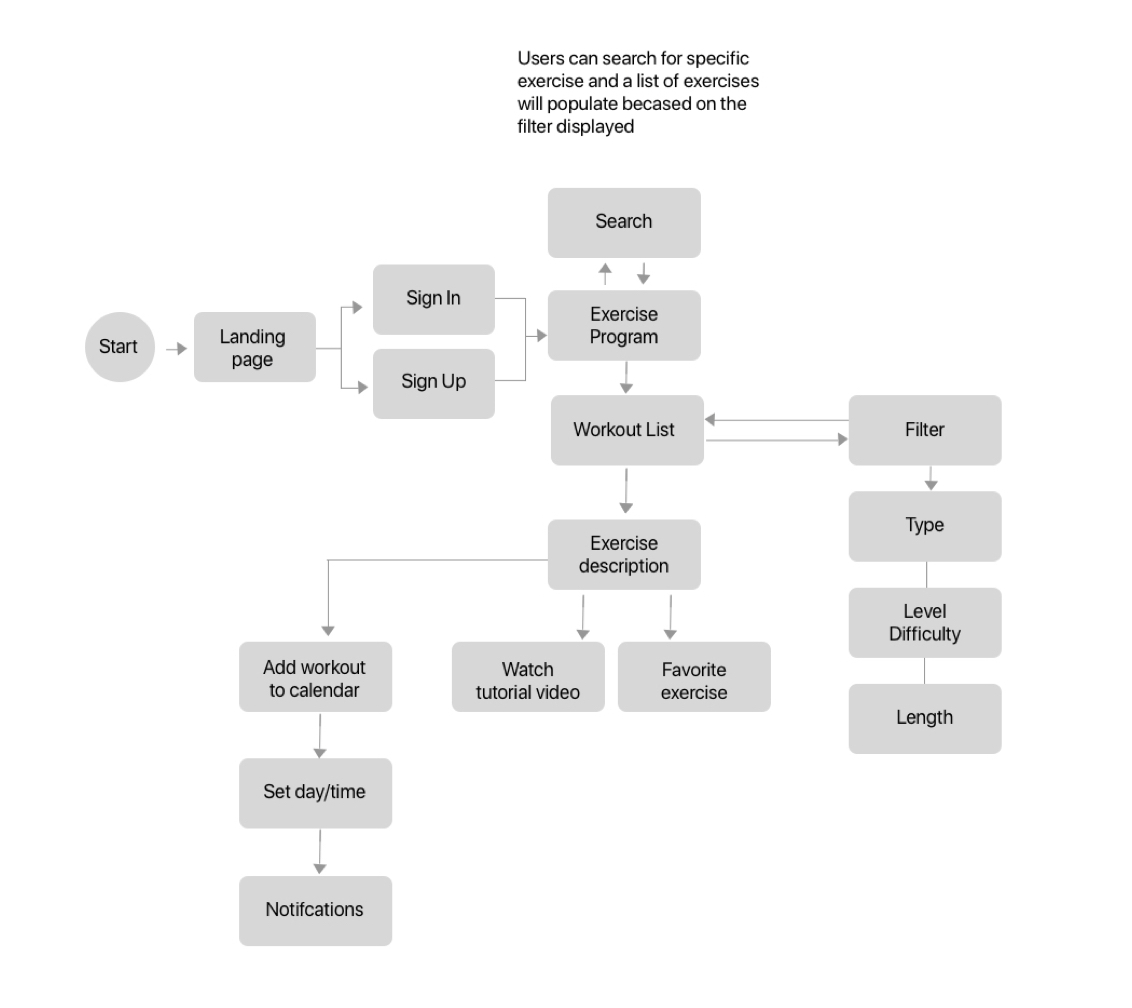 Users can search for specific
exercise and a list of exercises
will populate becased on the
filter displayed
Search
Sign In
Exercise
Program
Start
Landing
page
Sign Up
Workout List
Filter
Type
Exercise
description
Level
Difficulty
Add workout
to calendar
Watch
tutorial video
Favorite
exercise
Length
Set day/time
Notifcations